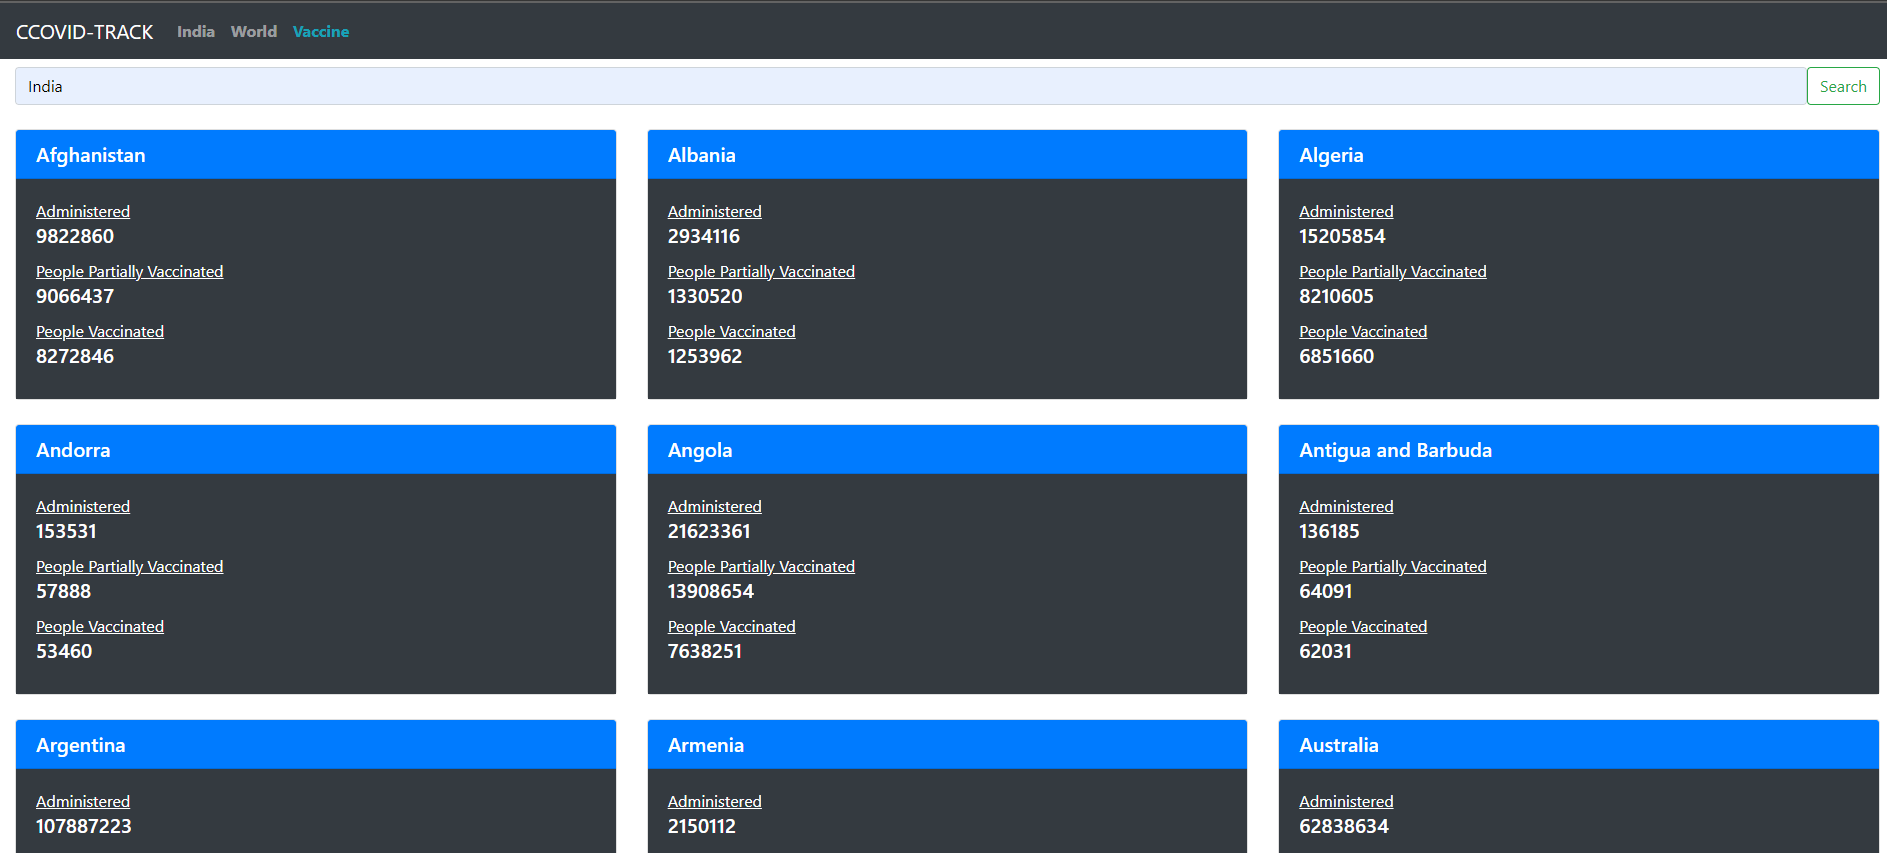 CCOVID-TRACK India World Vaccine
India Search
Afghanistan
Administered
9822860
People Partially Vaccinated
9066437
People Vaccinated
8272846
Albania
Administered
2934116
People Partially Vaccinated
1330520
People Vaccinated
1253962
Algeria
Administered
15205854
People Partially Vaccinated
8210605
People Vaccinated
6851660
Andorra
Administered
153531
People Partially Vaccinated
57888
People Vaccinated
53460
Angola
Administered
21623361
People Partially Vaccinated
13908654
People Vaccinated
7638251
Antigua and Barbuda
Administered
136185
People Partially Vaccinated
64091
People Vaccinated
62031
Argentina
Administered
107887223
Armenia
Administered
2150112
Australia
Administered
62838634